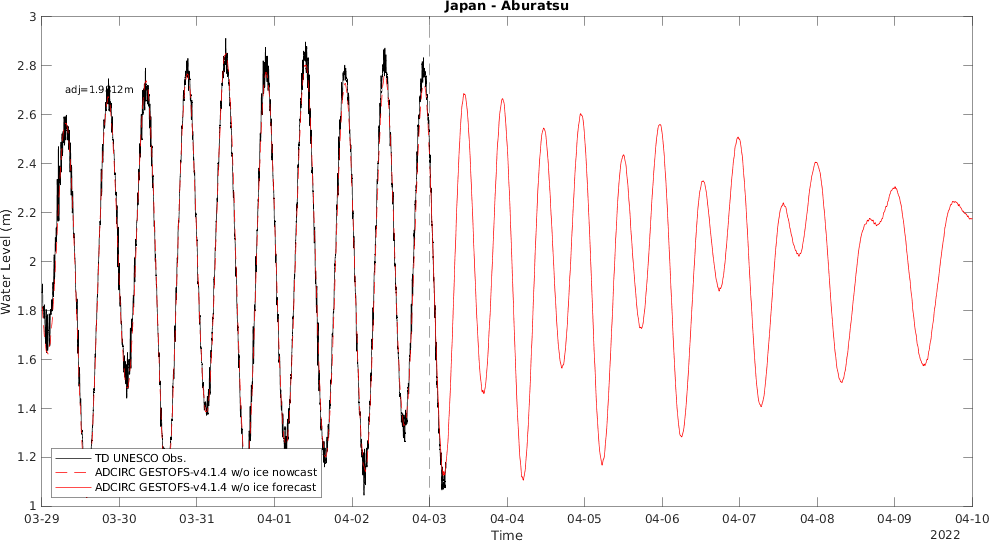 Japan - Aburatsu
3
2.8
2.6
2.4
2.2
2
1.8
1.6
1.4
1.2
1
Water Level (m)
TD UNESCO Obs.
ADCIRC GESTOFS-v4.1.4 w/o ice nowcast
ADCIRC GESTOFS-v4.1.4 w/o ice forecast
03-29 03-30 03-31 04-01 04-02 04-03 04-04 04-05 04-06 04-07 04-08 04-09 04-10
Time
2022